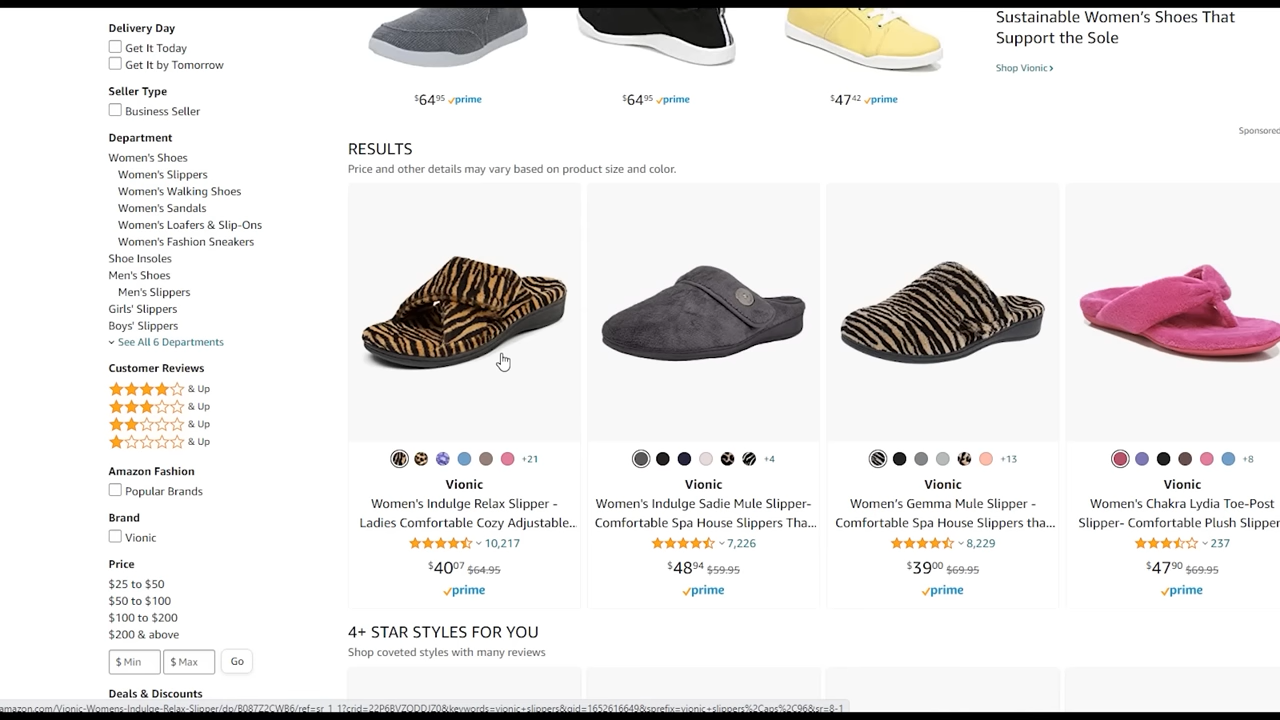 Delivery Day
Get It Today
Get It by Tomorrow
Seller Type
Business Seller
Department
Women's Shoes
Women's Slippers
Women's Walking Shoes
Women's Sandals
Women's Loafers & Slip-Ons
Women's Fashion Sneakers
Shoe Insoles
Men's Shoes
Men's Slippers
Girls' Slippers
Boys' Slippers
See All 6 Departments
Customer Reviews
& Up
& Up
& Up
& Up
Amazon Fashion
Popular Brands
Brand
Vionic
Price
$25 to $50
$50 to $100
$100 to $200
$200 & above
$ Min $ Max Go
Deals & Discounts
Sustainable Women's Shoes That
Support the Sole
Shop Vionic
$64.95 prime
$64.95 prime
$47.42 prime
Sponsored
RESULTS
Price and other details may vary based on product size and color.
+21
Vionic
Women's Indulge Relax Slipper -
Ladies Comfortable Cozy Adjustable...
10,217
$40.07 $64.95
prime
+4
Vionic
Women's Indulge Sadie Mule Slipper-
Comfortable Spa House Slippers Tha...
7,226
$48.94 $59.95
prime
+13
Vionic
Women's Gemma Mule Slipper -
Comfortable Spa House Slippers tha...
8,229
$39.00 $69.95
prime
+8
Vionic
Women's Chakra Lydia Toe-Post
Slipper- Comfortable Plush Slipper
237
$47.90 $69.95
prime
4+ STAR STYLES FOR YOU
Shop coveted styles with many reviews